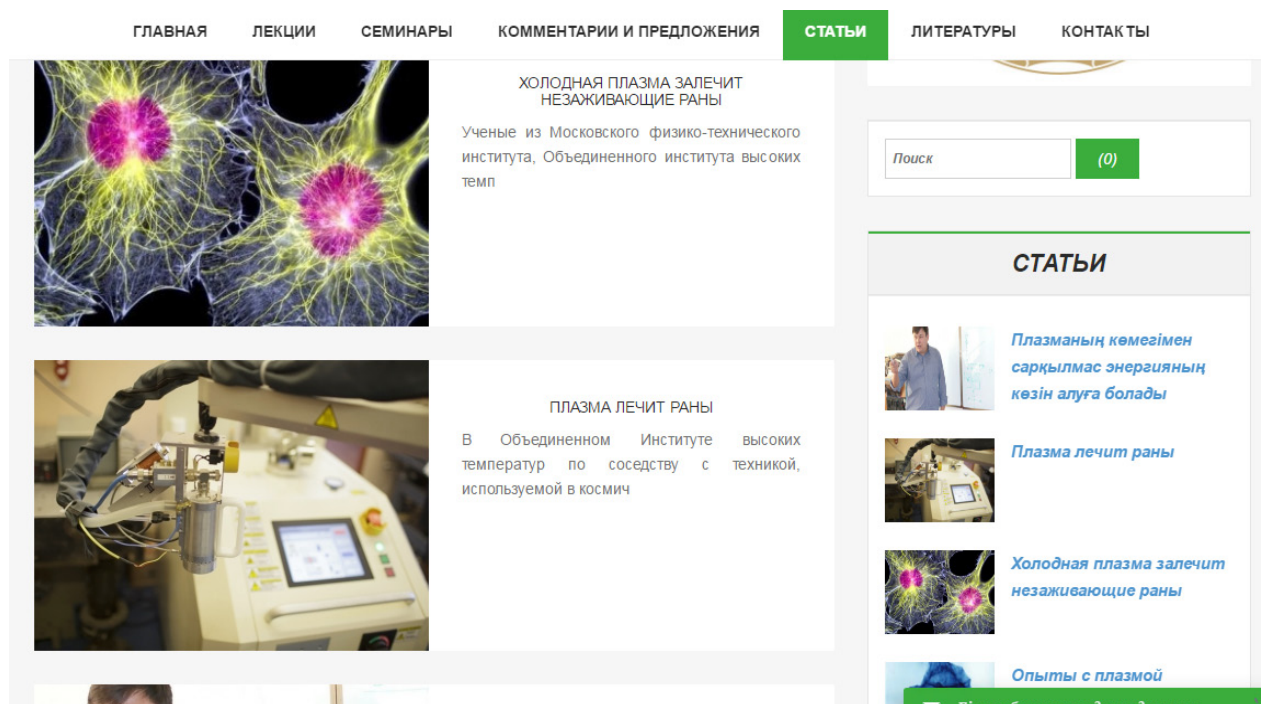 ГЛАВНАЯ ЛЕКЦИИ СЕМИНАРЫ КОММЕНТАРИИ И ПРЕДЛОЖЕНИЯ СТАТЬИ ЛИТЕРАТУРЫ КОНТАКТЫ
ХОЛОДНАЯ ПЛАЗМА ЗАЛЕЧИТ
НЕЗАЖИВАЮЩИЕ РАНЫ
Ученые из Московского физико-технического
института, Объединенного института высоких
темп
ПЛАЗМА ЛЕЧИТ РАНЫ
В Объединенном Институте высоких
температур по соседству с техникой,
используемой в космич
Поиск (0)
СТАТЬИ
Плазманың көмегімен
сарқылмас энергияның
көзін алуға болады
Плазма лечит раны
Холодная плазма залечит
незаживающие раны
Опыты с плазмой